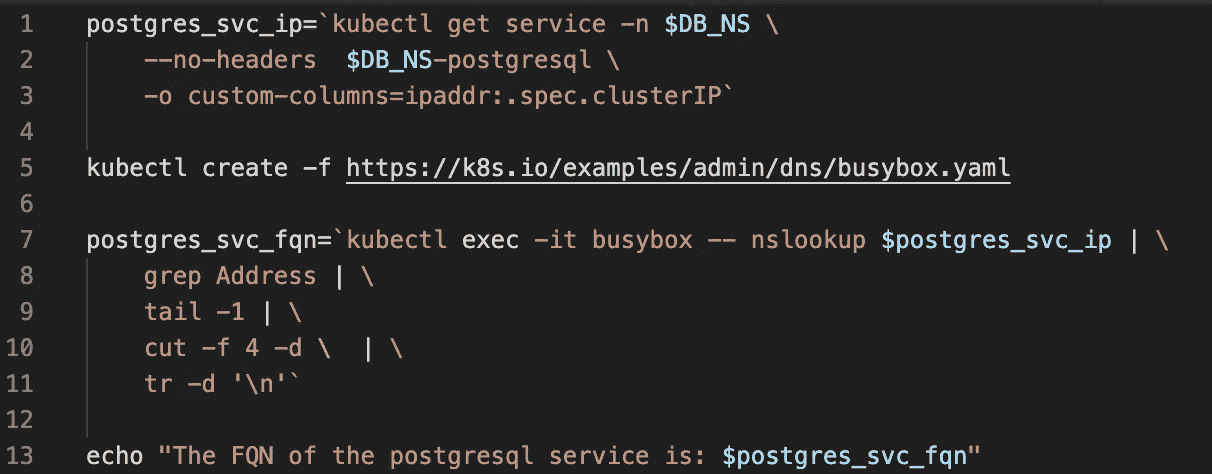 1 postgres_svc_ip=`kubectl get service -n $DB_NS \
2     --no-headers  $DB_NS-postgresql \
3     -o custom-columns=ipaddr:.spec.clusterIP`
4
5 kubectl create -f https://k8s.io/examples/admin/dns/busybox.yaml
6
7 postgres_svc_fqn=`kubectl exec -it busybox -- nslookup $postgres_svc_ip | \
8     grep Address | \
9     tail -1 | \
10     cut -f 4 -d \  | \
11     tr -d '\n'`
12
13 echo "The FQN of the postgresql service is: $postgres_svc_fqn"